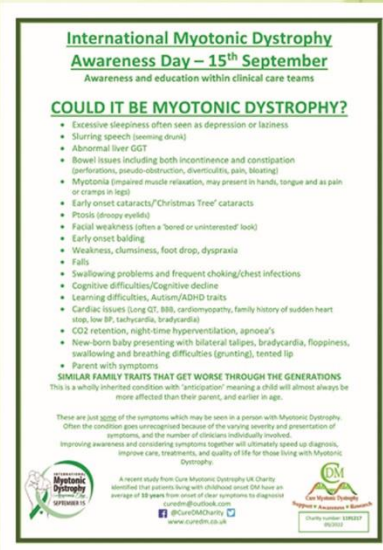 International Myotonic Dystrophy
Awareness Day – 15th September
Awareness and education within clinical care teams
COULD IT BE MYOTONIC DYSTROPHY?
• Excessive sleepiness often seen as depression or laziness
• Slurring speech (seeming drunk)
• Abnormal liver GGT
• Bowel issues including both incontinence and constipation
(perforations, pseudo-obstruction, diverticulitis, pain, bloating)
• Myotonia (impaired muscle relaxation, may present in hands, tongue and as pain
or cramps in legs)
• Early onset cataracts/'Christmas Tree' cataracts
• Ptosis (droopy eyelids)
• Facial weakness (often a 'bored or uninterested' look)
• Early onset balding
• Weakness, clumsiness, foot drop, dyspraxia
• Falls
• Swallowing problems and frequent choking/chest infections
• Cognitive difficulties/Cognitive decline
• Learning difficulties, Autism/ADHD traits
• Cardiac issues (Long QT, BBB, cardiomyopathy, family history of sudden heart
stop, low BP, tachycardia, bradycardia)
• CO2 retention, night-time hyperventilation, apnoea's
• New-born baby presenting with bilateral talipes, bradycardia, floppiness,
swallowing and breathing difficulties (grunting), tented lip
• Parent with symptoms
SIMILAR FAMILY TRAITS THAT GET WORSE THROUGH THE GENERATIONS
This is a wholly inherited condition with 'anticipation' meaning a child will almost always be
more affected than their parent, and earlier in age.
These are just some of the symptoms which may be seen in a person with Myotonic Dystrophy.
Often the condition goes unrecognised because of the varying severity and presentation of
symptoms, and the number of clinicians individually involved.
Improving awareness and considering symptoms together will ultimately speed up diagnosis,
improve care, treatments, and quality of life for those living with Myotonic
Dystrophy.
A recent study from Cure Myotonic Dystrophy UK Charity
identified that patients living with childhood onset DM have an
average of 10 years from onset of clear symptoms to diagnosis!
curedm@outlook.com
@CureDMCharity
www.curedm.co.uk
INTERNATIONAL
Myotonic
Dystrophy
Awareness Day
SEPTEMBER 15
DM
Cure Myotonic Dystrophy
Support • Awareness • Research
Charity number:
05/2022